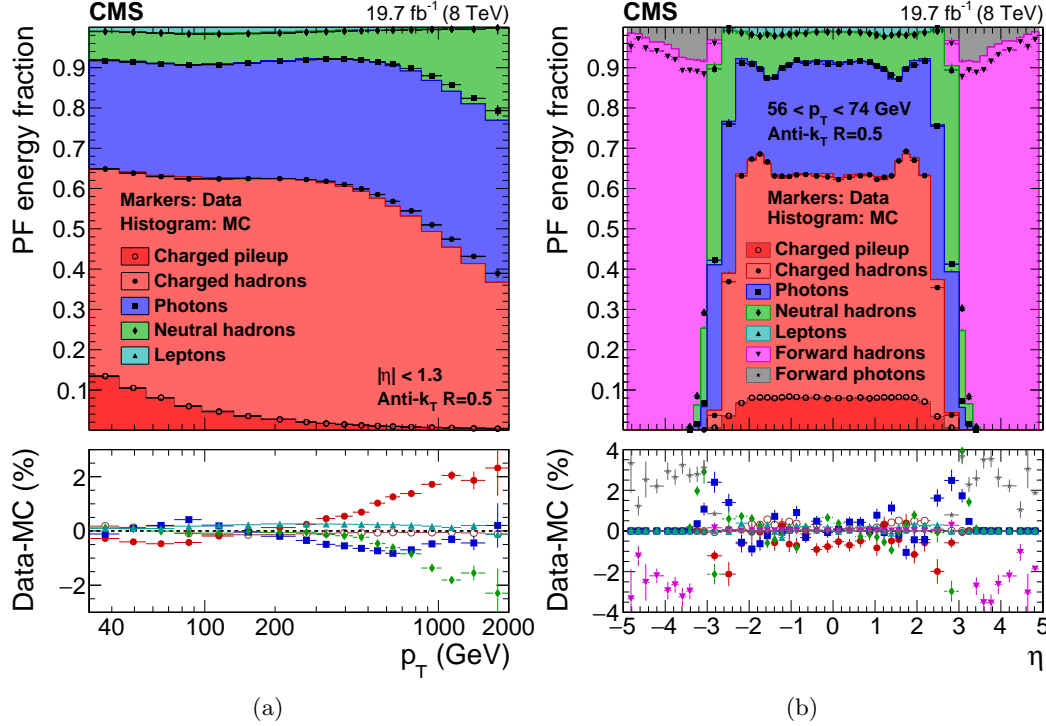 CMS
19.7 fb⁻¹ (8 TeV)
PF energy fraction
0.9
0.8
0.7
0.6
0.5
0.4
0.3
0.2
0.1
Markers: Data
Histogram: MC
Charged pileup
Charged hadrons
Photons
Neutral hadrons
Leptons
|η| < 1.3
Anti-k_T R=0.5
Data-MC (%)
2
0
−2
40
100
200
1000
2000
p_T (GeV)
(a)
CMS
19.7 fb⁻¹ (8 TeV)
PF energy fraction
0.9
0.8
0.7
0.6
0.5
0.4
0.3
0.2
0.1
56 < p_T < 74 GeV
Anti-k_T R=0.5
Markers: Data
Histogram: MC
Charged pileup
Charged hadrons
Photons
Neutral hadrons
Leptons
Forward hadrons
Forward photons
Data-MC (%)
4
2
0
−2
−4
−5 −4 −3 −2 −1 0 1 2 3 4 5
η
(b)